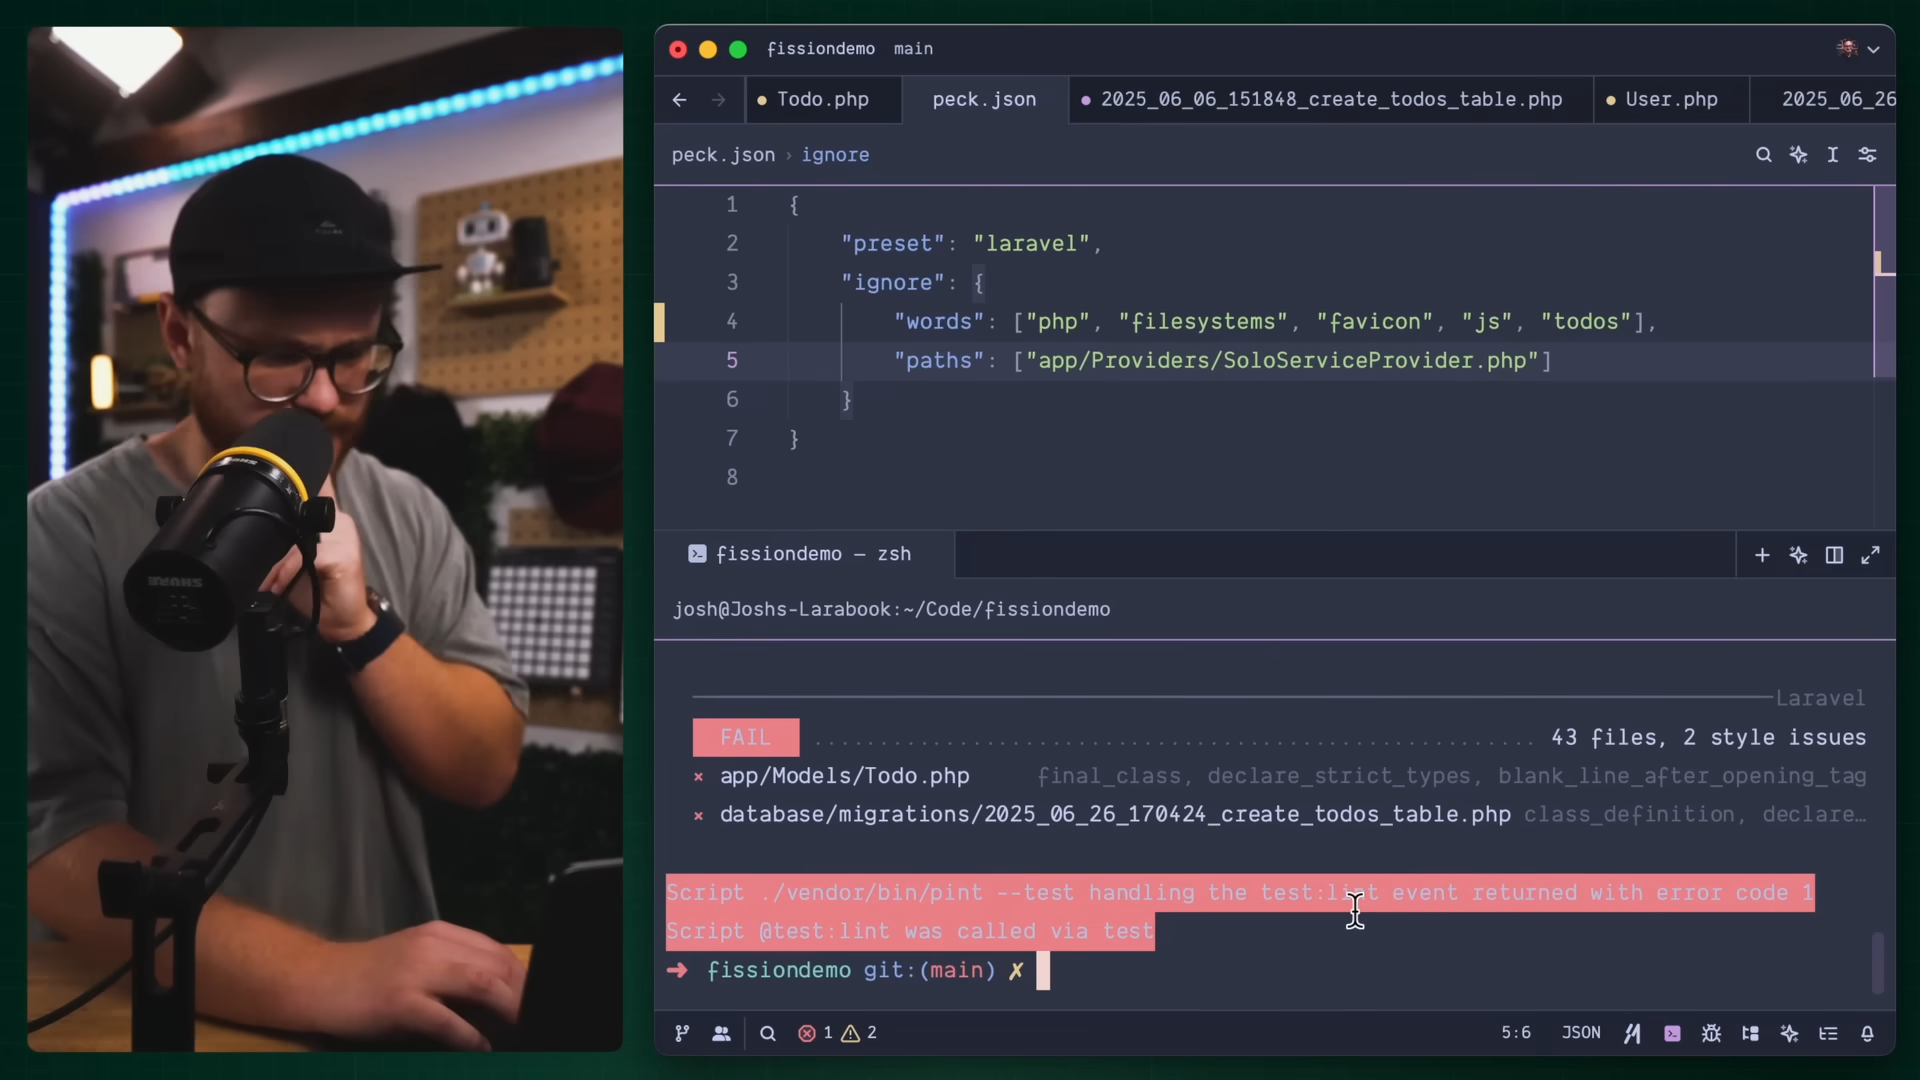 fissiondemo main
Todo.php peck.json 2025_06_06_151848_create_todos_table.php User.php 2025_06_26
peck.json › ignore
1 {
2 "preset": "laravel",
3 "ignore": {
4 "words": ["php", "filesystems", "favicon", "js", "todos"],
5 "paths": ["app/Providers/SoloServiceProvider.php"]
6 }
7 }
8
fissiondemo — zsh
josh@Joshs-Larabook:~/Code/fissiondemo
Laravel
FAIL 43 files, 2 style issues
× app/Models/Todo.php final_class, declare_strict_types, blank_line_after_opening_tag
× database/migrations/2025_06_26_170424_create_todos_table.php class_definition, declare…
Script ./vendor/bin/pint --test handling the test:lint event returned with error code 1
Script @test:lint was called via test
➜ fissiondemo git:(main) ✗
1 2 5:6 JSON
SHURE